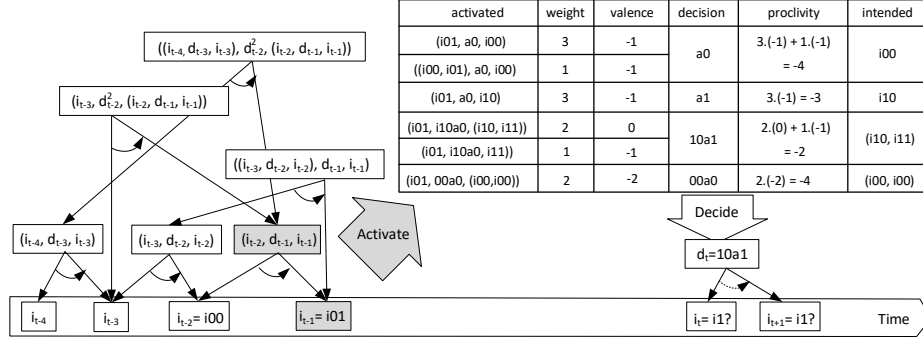 activated weight valence decision proclivity intended
(i01, a0, i00) 3 -1 a0 3.(-1) + 1.(-1) = -4 i00
((i00, i01), a0, i00) 1 -1
(i01, a0, i10) 3 -1 a1 3.(-1) = -3 i10
(i01, i10a0, (i10, i11)) 2 0 10a1 2.(0) + 1.(-1) = -2 (i10, i11)
(i01, i10a0, i11)) 1 -1
(i01, 00a0, (i00,i00)) 2 -2 00a0 2.(-2) = -4 (i00, i00)
((i_{t-4}, d_{t-3}, i_{t-3}), d^2_{t-2}, (i_{t-2}, d_{t-1}, i_{t-1}))
(i_{t-3}, d^2_{t-2}, (i_{t-2}, d_{t-1}, i_{t-1}))
((i_{t-3}, d_{t-2}, i_{t-2}), d_{t-1}, i_{t-1})
(i_{t-4}, d_{t-3}, i_{t-3}) (i_{t-3}, d_{t-2}, i_{t-2}) (i_{t-2}, d_{t-1}, i_{t-1})
Activate
Decide
d_t=10a1
i_{t-4} i_{t-3} i_{t-2}= i00 i_{t-1}= i01 i_t= i1? i_{t+1}= i1? Time